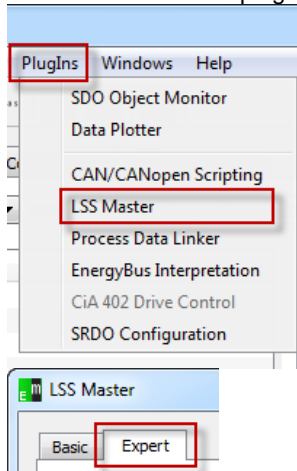 PlugIns Windows Help
SDO Object Monitor
Data Plotter
CAN/CANopen Scripting
LSS Master
Process Data Linker
EnergyBus Interpretation
CiA 402 Drive Control
SRDO Configuration
Em LSS Master
Basic Expert